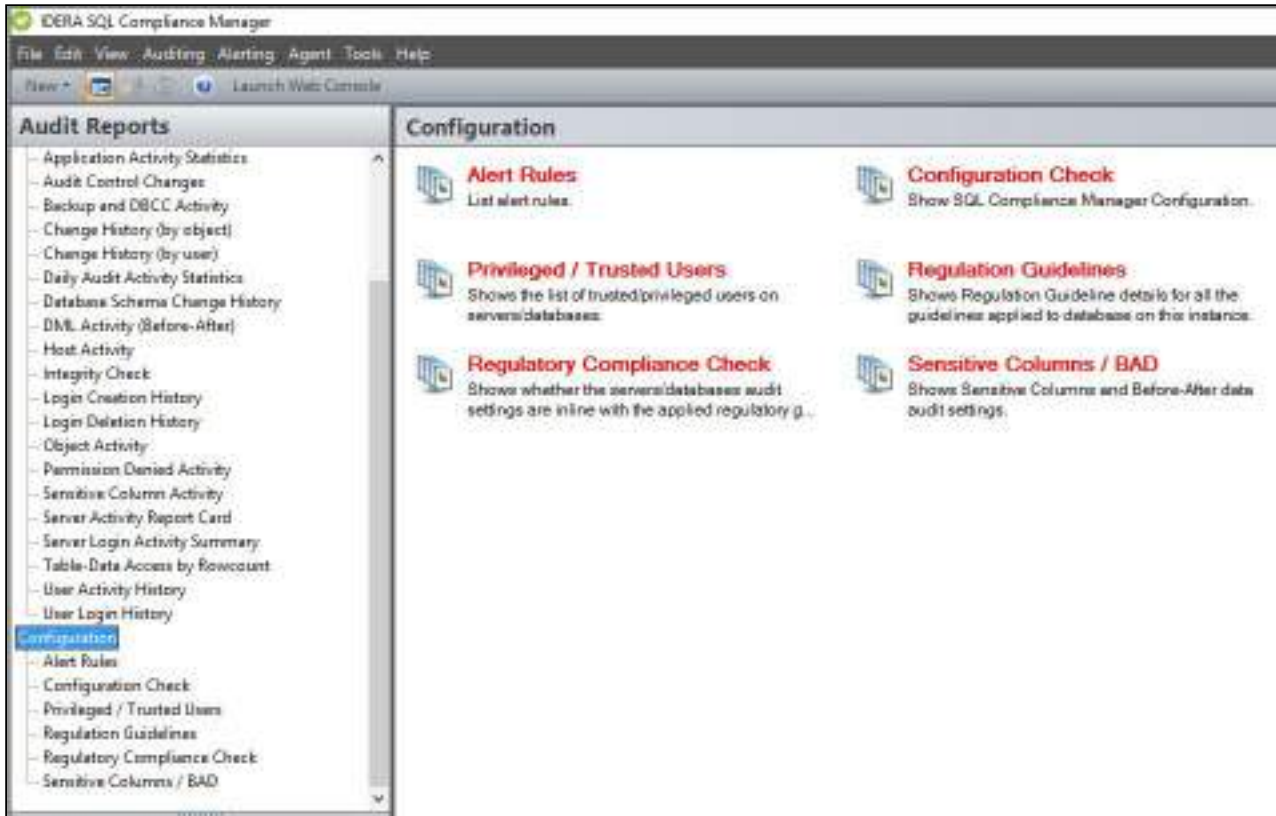 IDERA SQL Compliance Manager
File Edit View Auditing Alerting Agent Tools Help
New Launch Web Console
Audit Reports
Application Activity Statistics
Audit Control Changes
Backup and DBCC Activity
Change History (by object)
Change History (by user)
Daily Audit Activity Statistics
Database Schema Change History
DML Activity (Before-After)
Host Activity
Integrity Check
Login Creation History
Login Deletion History
Object Activity
Permission Denied Activity
Sensitive Column Activity
Server Activity Report Card
Server Login Activity Summary
Table-Data Access by Rowcount
User Activity History
User Login History
Configuration
Alert Rules
Configuration Check
Privileged / Trusted Users
Regulation Guidelines
Regulatory Compliance Check
Sensitive Columns / BAD
Configuration
Alert Rules
List alert rules.
Configuration Check
Show SQL Compliance Manager Configuration.
Privileged / Trusted Users
Shows the list of trusted/privileged users on
servers/databases.
Regulation Guidelines
Shows Regulation Guideline details for all the
guidelines applied to database on this instance.
Regulatory Compliance Check
Shows whether the servers/databases audit
settings are inline with the applied regulatory g...
Sensitive Columns / BAD
Shows Sensitive Columns and Before-After data
audit settings.